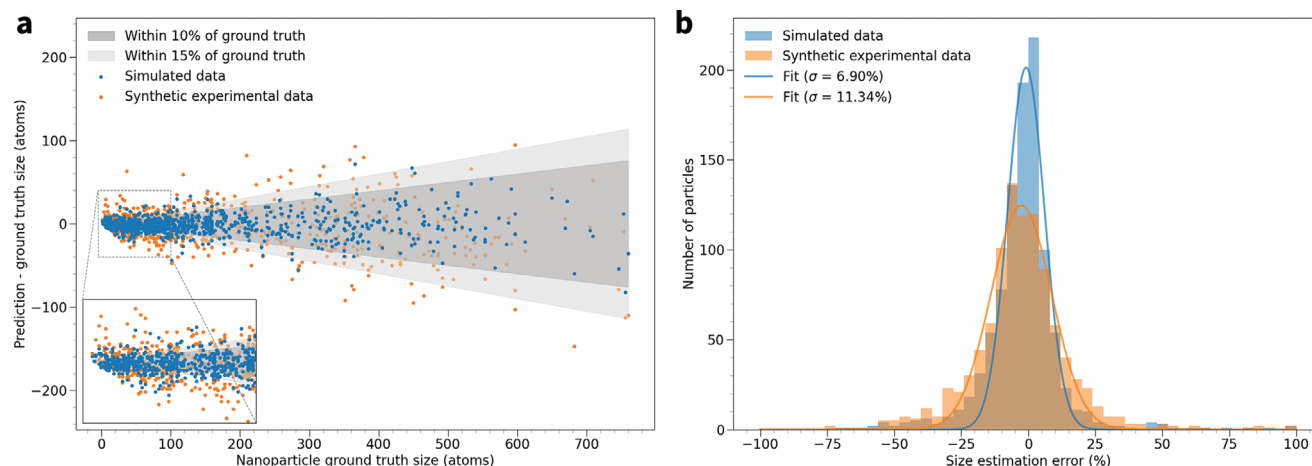 a
Within 10% of ground truth
Within 15% of ground truth
Simulated data
Synthetic experimental data
200
100
0
−100
−200
Prediction - ground truth size (atoms)
0 100 200 300 400 500 600 700
Nanoparticle ground truth size (atoms)
b
Simulated data
Synthetic experimental data
Fit (σ = 6.90%)
Fit (σ = 11.34%)
200
150
100
50
0
Number of particles
−100 −75 −50 −25 0 25 50 75 100
Size estimation error (%)